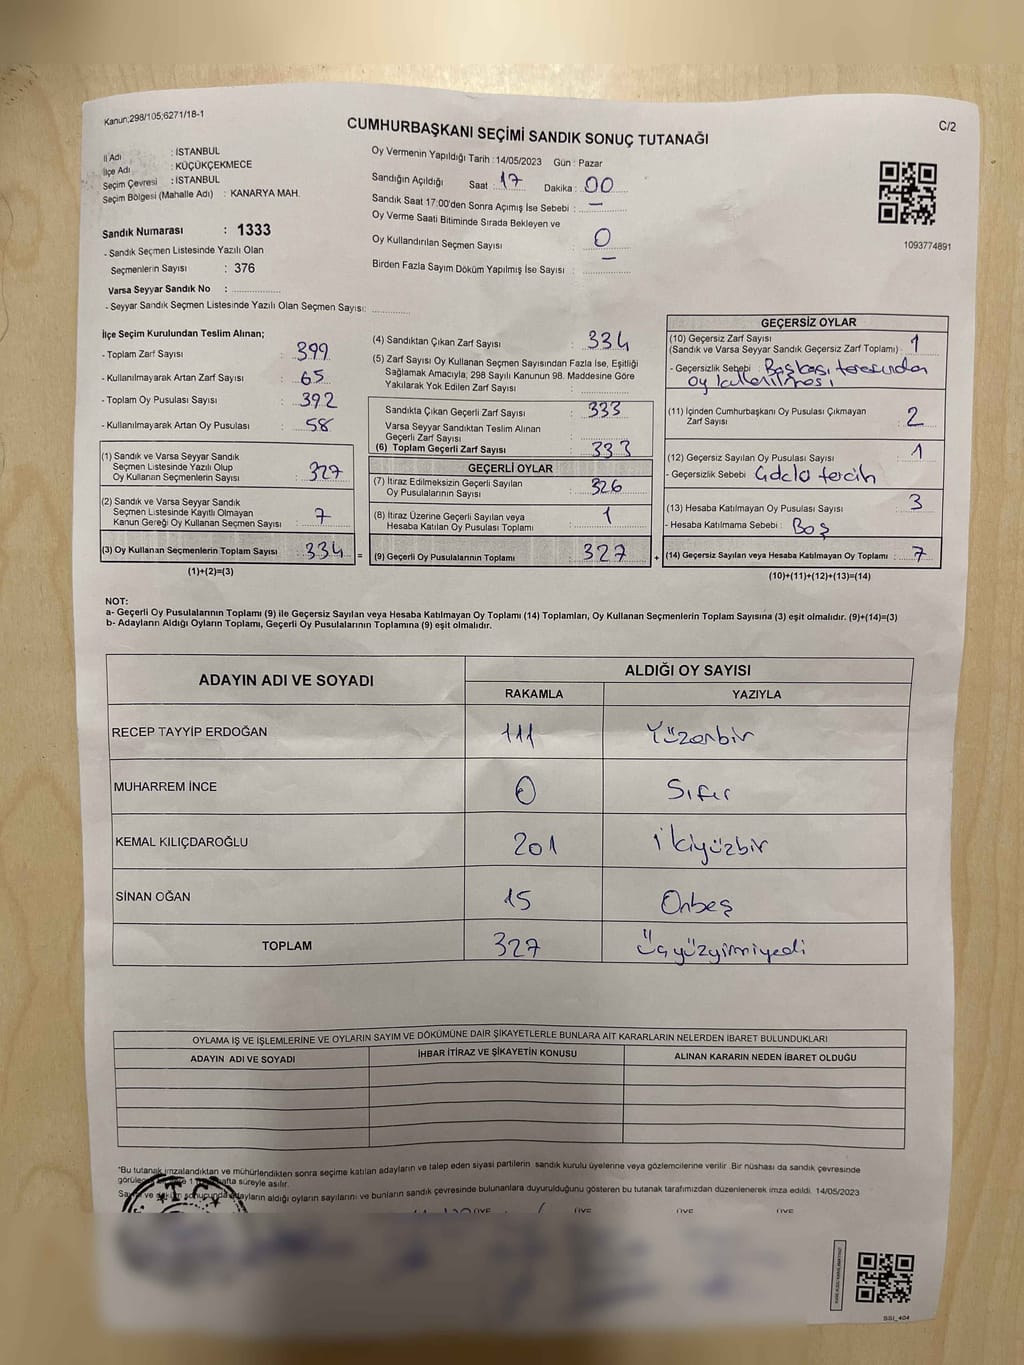 Kanun;298/105;6271/18-1
C/2
CUMHURBAŞKANI SEÇİMİ SANDIK SONUÇ TUTANAĞI
İl Adı : İSTANBUL
İlçe Adı : KÜÇÜKÇEKMECE
Seçim Çevresi : İSTANBUL
Seçim Bölgesi (Mahalle Adı) : KANARYA MAH.
Oy Vermenin Yapıldığı Tarih : 14/05/2023 Gün : Pazar
Sandığın Açıldığı Saat : 17 Dakika : 00
Sandık Saat 17:00'den Sonra Açımış İse Sebebi : —
Oy Verme Saati Bitiminde Sırada Bekleyen ve
Oy Kullandırılan Seçmen Sayısı : 0
Birden Fazla Sayım Döküm Yapılmış İse Sayısı : —
1093774891
Sandık Numarası : 1333
- Sandık Seçmen Listesinde Yazılı Olan
Seçmenlerin Sayısı : 376
Varsa Seyyar Sandık No :
- Seyyar Sandık Seçmen Listesinde Yazılı Olan Seçmen Sayısı:
İlçe Seçim Kurulundan Teslim Alınan;
- Toplam Zarf Sayısı : 399
- Kullanılmayarak Artan Zarf Sayısı : 65
- Toplam Oy Pusulası Sayısı : 392
- Kullanılmayarak Artan Oy Pusulası : 58
(1) Sandık ve Varsa Seyyar Sandık
Seçmen Listesinde Yazılı Olup
Oy Kullanan Seçmenlerin Sayısı : 327
(2) Sandık ve Varsa Seyyar Sandık
Seçmen Listesinde Kayıtlı Olmayan
Kanun Gereği Oy Kullanan Seçmen Sayısı : 7
(3) Oy Kullanan Seçmenlerin Toplam Sayısı : 334 =
(1)+(2)=(3)
(4) Sandıktan Çıkan Zarf Sayısı : 334
(5) Zarf Sayısı Oy Kullanan Seçmen Sayısından Fazla İse, Eşitliği
Sağlamak Amacıyla, 298 Sayılı Kanunun 98. Maddesine Göre
Yakılarak Yok Edilen Zarf Sayısı :
Sandıkta Çıkan Geçerli Zarf Sayısı : 333
Varsa Seyyar Sandıktan Teslim Alınan
Geçerli Zarf Sayısı :
(6) Toplam Geçerli Zarf Sayısı : 333
GEÇERLİ OYLAR
(7) İtiraz Edilmeksizin Geçerli Sayılan
Oy Pusulalarının Sayısı : 326
(8) İtiraz Üzerine Geçerli Sayılan veya
Hesaba Katılan Oy Pusulası Toplamı : 1
(9) Geçerli Oy Pusulalarının Toplamı : 327 +
GEÇERSİZ OYLAR
(10) Geçersiz Zarf Sayısı
(Sandık ve Varsa Seyyar Sandık Geçersiz Zarf Toplamı) : 1
- Geçersizlik Sebebi : Başkası
oy
(11) İçinden Cumhurbaşkanı Oy Pusulası Çıkmayan
Zarf Sayısı : 2
(12) Geçersiz Sayılan Oy Pusulası Sayısı : 1
- Geçersizlik Sebebi : tercih
(13) Hesaba Katılmayan Oy Pusulası Sayısı : 3
- Hesaba Katılmama Sebebi : Boş
(14) Geçersiz Sayılan veya Hesaba Katılmayan Oy Toplamı : 7
(10)+(11)+(12)+(13)=(14)
NOT:
a- Geçerli Oy Pusulalarının Toplamı (9) ile Geçersiz Sayılan veya Hesaba Katılmayan Oy Toplamı (14) Toplamları, Oy Kullanan Seçmenlerin Toplam Sayısına (3) eşit olmalıdır. (9)+(14)=(3)
b- Adayların Aldığı Oyların Toplamı, Geçerli Oy Pusulalarının Toplamına (9) eşit olmalıdır.
ADAYIN ADI VE SOYADI
ALDIĞI OY SAYISI
RAKAMLA YAZIYLA
RECEP TAYYİP ERDOĞAN 111 Yüzonbir
MUHARREM İNCE 0 Sıfır
KEMAL KILIÇDAROĞLU 201 İkiyüzbir
SİNAN OĞAN 15 Onbeş
TOPLAM 327 Üçyüzyirmiyedi
OYLAMA İŞ VE İŞLEMLERİNE VE OYLARIN SAYIM VE DÖKÜMÜNE DAİR ŞİKAYETLERLE BUNLARA AİT KARARLARIN NELERDEN İBARET BULUNDUKLARI
ADAYIN ADI VE SOYADI İHBAR İTİRAZ VE ŞİKAYETİN KONUSU ALINAN KARARIN NEDEN İBARET OLDUĞU
*Bu tutanak imzalandıktan ve mühürlendikten sonra seçime katılan adayların ve talep eden siyasi partilerin sandık kurulu üyelerine veya gözlemcilerine verilir. Bir nüshası da sandık çevresinde
hafta süreyle asılır.
ve döküm sonucunda adayların aldığı oyların sayılarını ve bunların sandık çevresinde bulunanlara duyurulduğunu gösteren bu tutanak tarafımızdan düzenlenerek imza edildi. 14/05/2023
ÜYE ÜYE ÜYE ÜYE
SSI_404